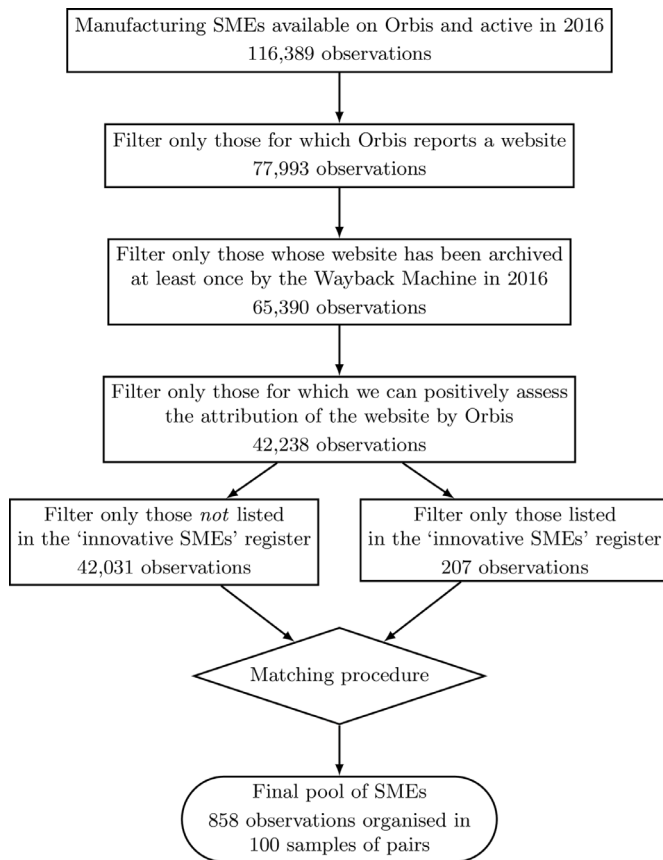 Manufacturing SMEs available on Orbis and active in 2016
116,389 observations
Filter only those for which Orbis reports a website
77,993 observations
Filter only those whose website has been archived
at least once by the Wayback Machine in 2016
65,390 observations
Filter only those for which we can positively assess
the attribution of the website by Orbis
42,238 observations
Filter only those not listed
in the ‘innovative SMEs’ register
42,031 observations
Filter only those listed
in the ‘innovative SMEs’ register
207 observations
Matching procedure
Final pool of SMEs
858 observations organised in
100 samples of pairs